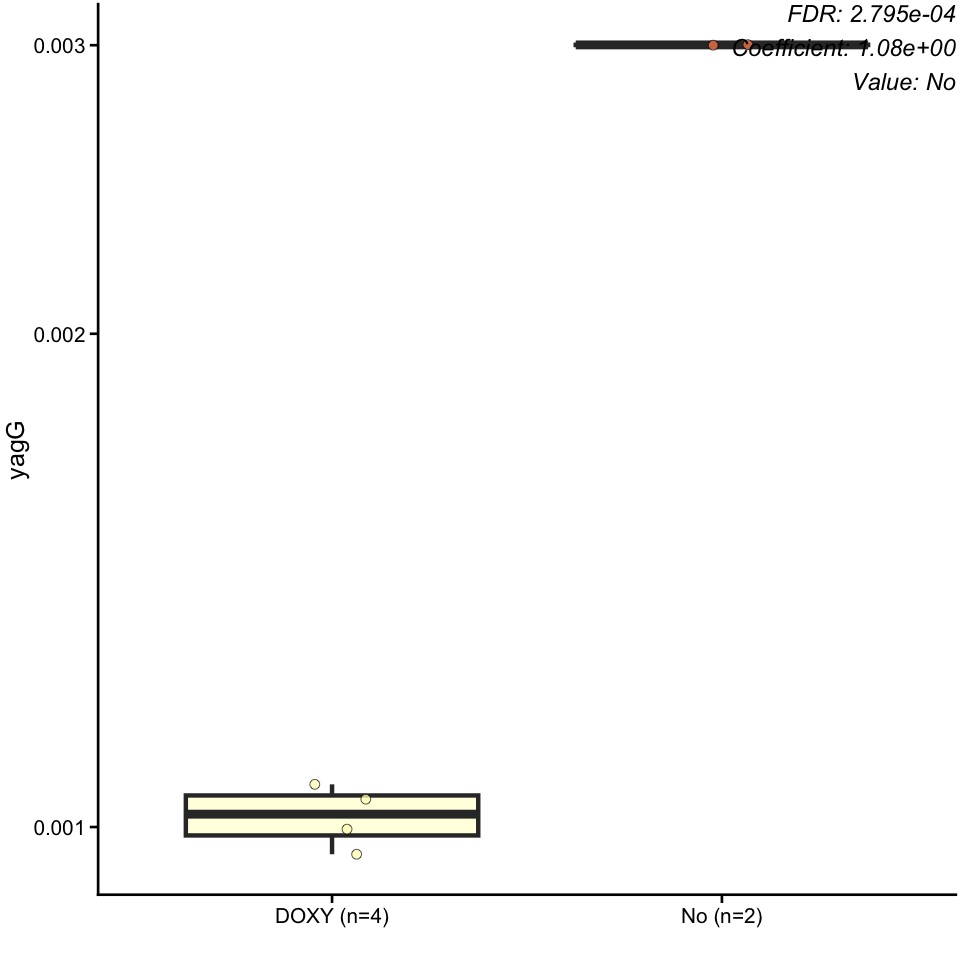 FDR: 2.795e-04
Coefficient: 1.08e+00
Value: No
0.003
0.002
0.001
yagG
DOXY (n=4)
No (n=2)